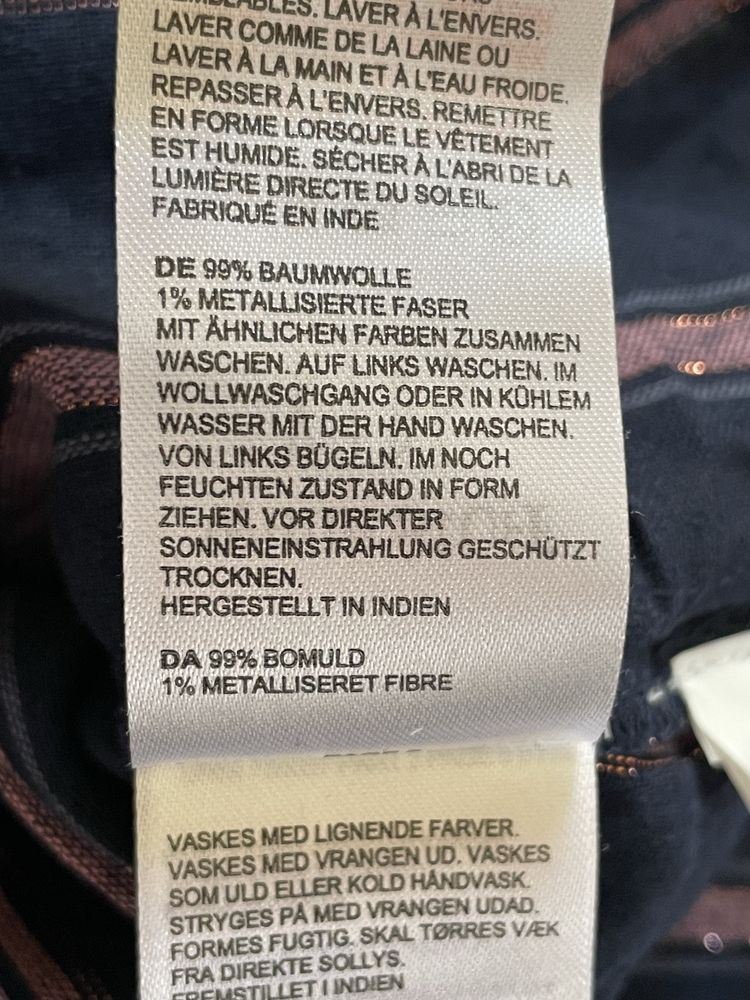 LAVER À L'ENVERS.
LAVER COMME DE LA LAINE OU
LAVER À LA MAIN ET À L'EAU FROIDE.
REPASSER À L'ENVERS. REMETTRE
EN FORME LORSQUE LE VÊTEMENT
EST HUMIDE. SÉCHER À L'ABRI DE LA
LUMIÈRE DIRECTE DU SOLEIL.
FABRIQUÉ EN INDE
DE 99% BAUMWOLLE
1% METALLISIERTE FASER
MIT ÄHNLICHEN FARBEN ZUSAMMEN
WASCHEN. AUF LINKS WASCHEN. IM
WOLLWASCHGANG ODER IN KÜHLEM
WASSER MIT DER HAND WASCHEN.
VON LINKS BÜGELN. IM NOCH
FEUCHTEN ZUSTAND IN FORM
ZIEHEN. VOR DIREKTER
SONNENEINSTRAHLUNG GESCHÜTZT
TROCKNEN.
HERGESTELLT IN INDIEN
DA 99% BOMULD
1% METALLISERET FIBRE
VASKES MED LIGNENDE FARVER.
VASKES MED VRANGEN UD. VASKES
SOM ULD ELLER KOLD HÅNDVASK.
STRYGES PÅ MED VRANGEN UDAD.
FORMES FUGTIG. SKAL TØRRES VÆK
FRA DIREKTE SOLLYS.
FREMSTILLET I INDIEN